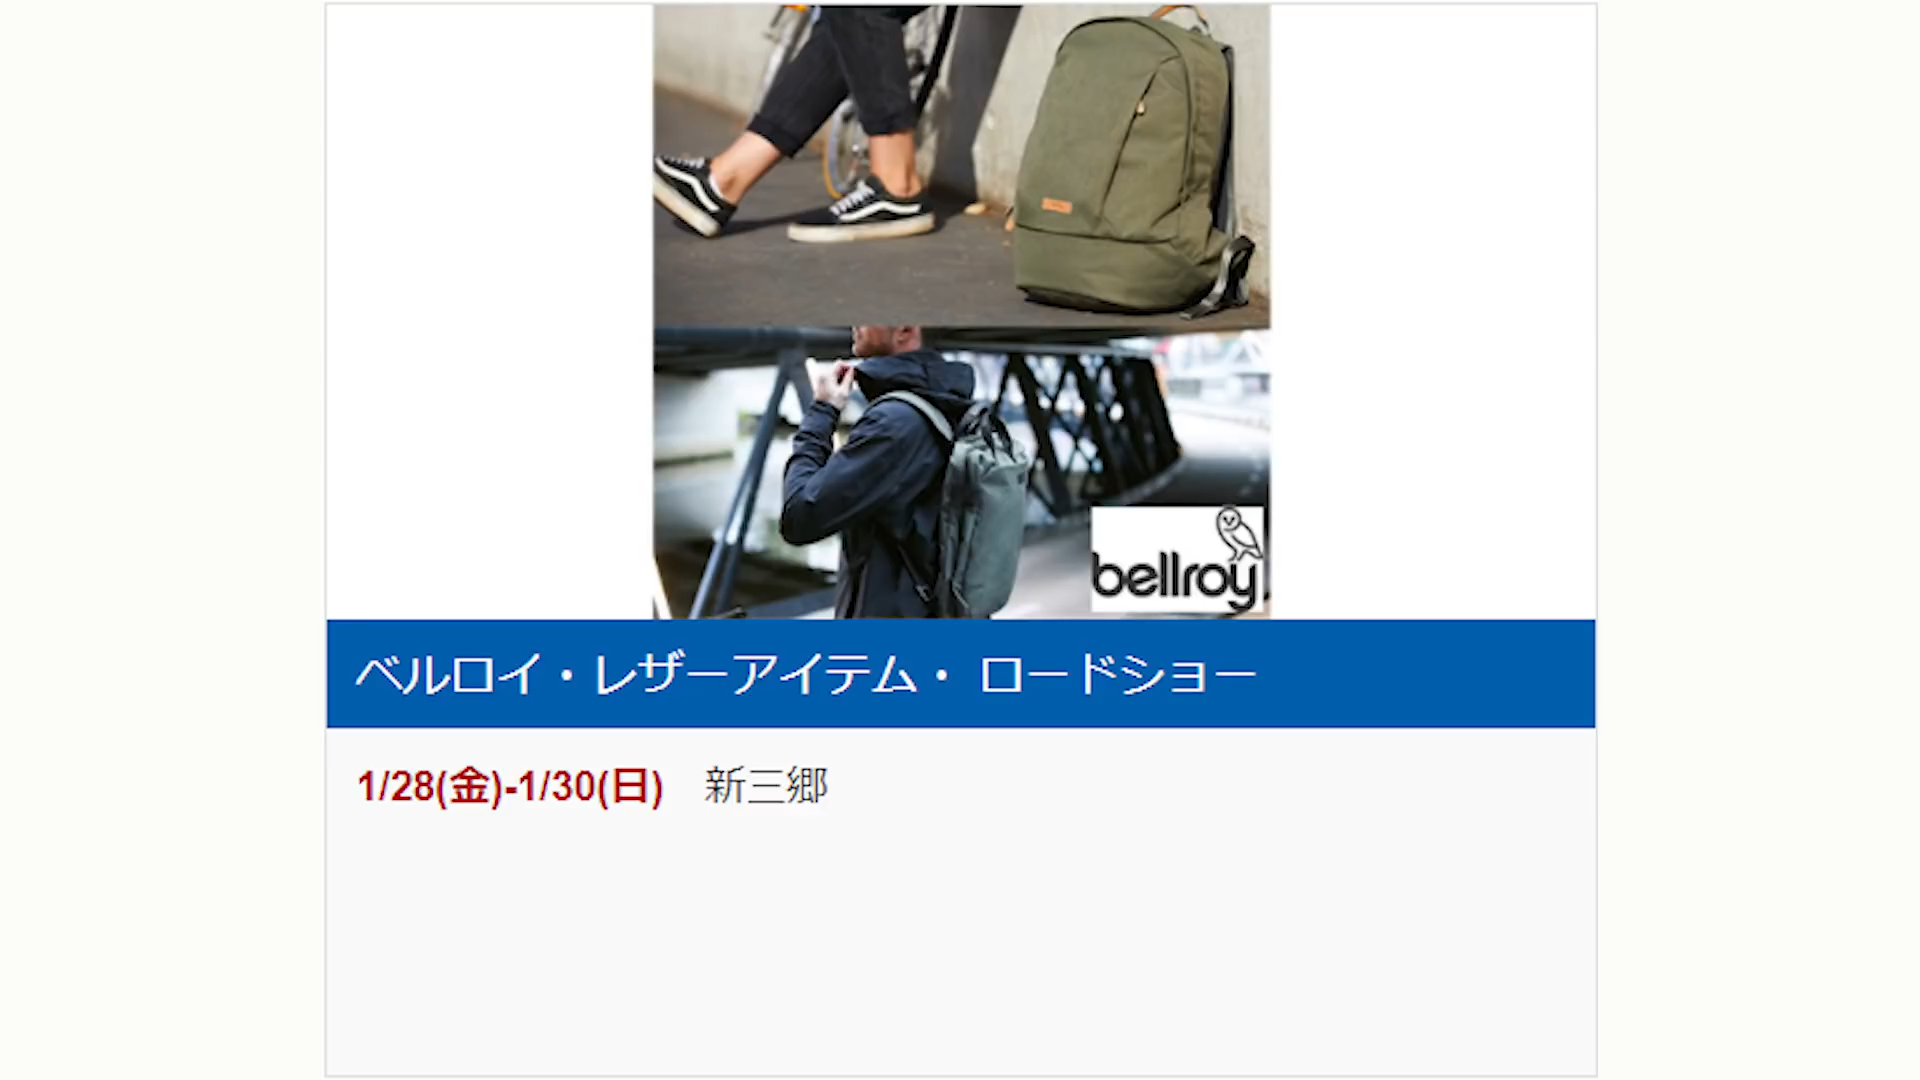 bellroy
ベルロイ・レザーアイテム・ ロードショー
1/28(金)-1/30(日)　新三郷